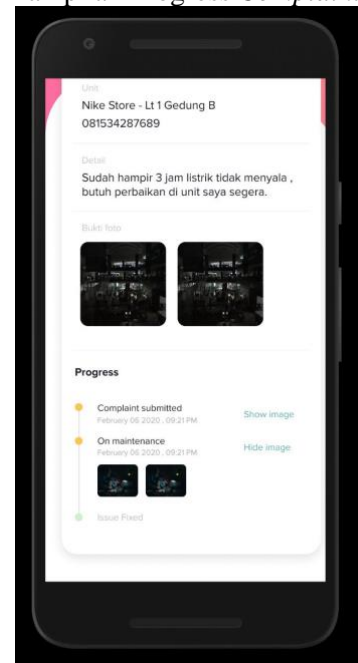 Unit
Nike Store - Lt 1 Gedung B
081534287689
Detail
Sudah hampir 3 jam listrik tidak menyala ,
butuh perbaikan di unit saya segera.
Bukti foto
Progress
Complaint submitted
February 06 2020 , 09:21 PM
Show image
On maintenance
February 06 2020 , 09:21 PM
Hide image
Issue Fixed